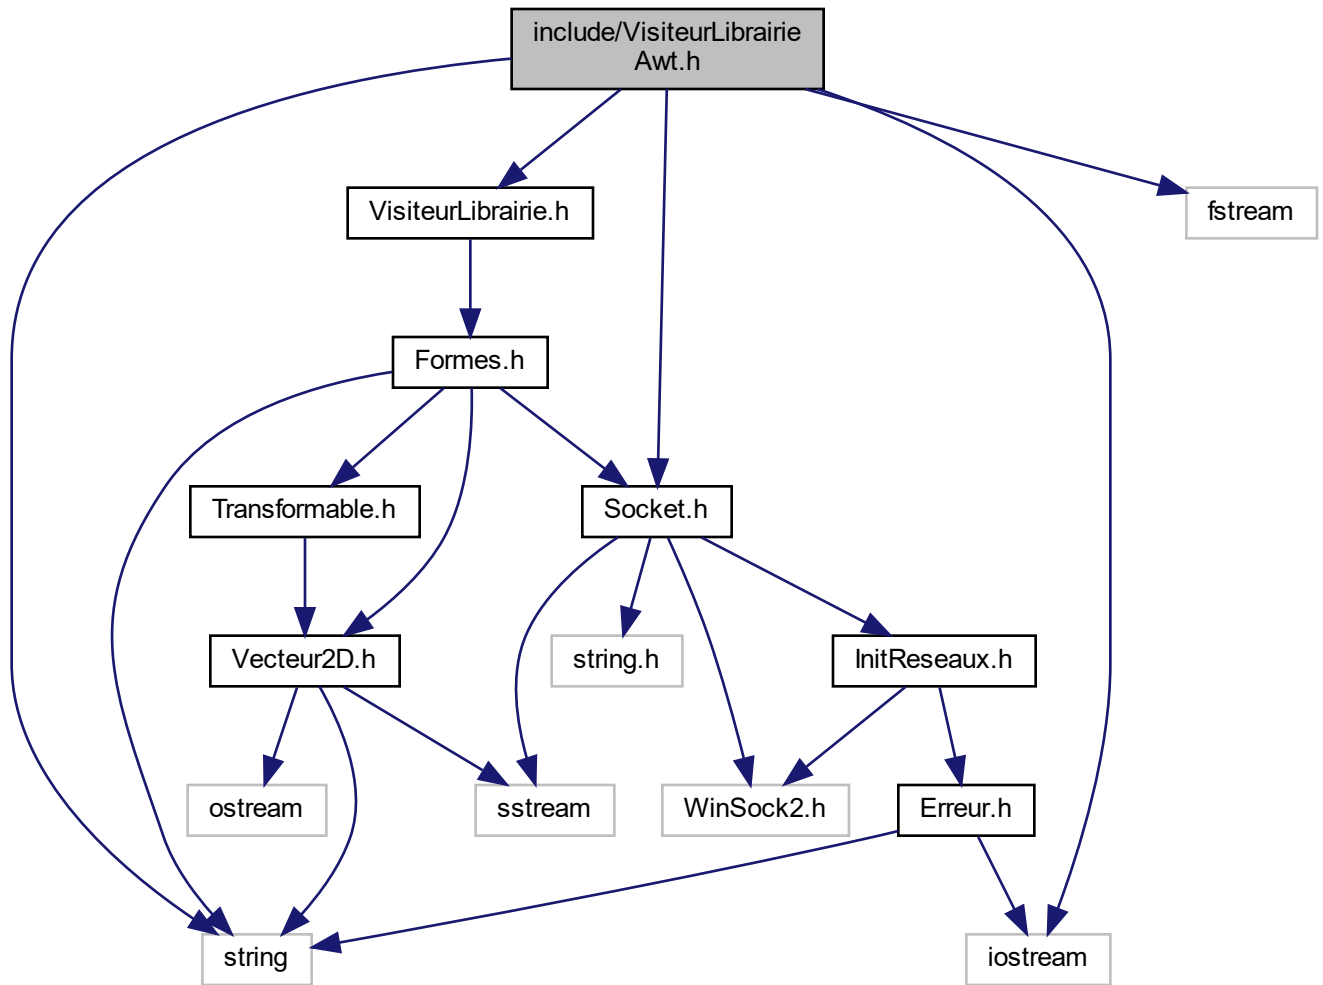 include/VisiteurLibrairie
Awt.h
VisiteurLibrairie.h
fstream
Formes.h
Transformable.h
Socket.h
Vecteur2D.h
string.h
InitReseaux.h
ostream
sstream
WinSock2.h
Erreur.h
string
iostream